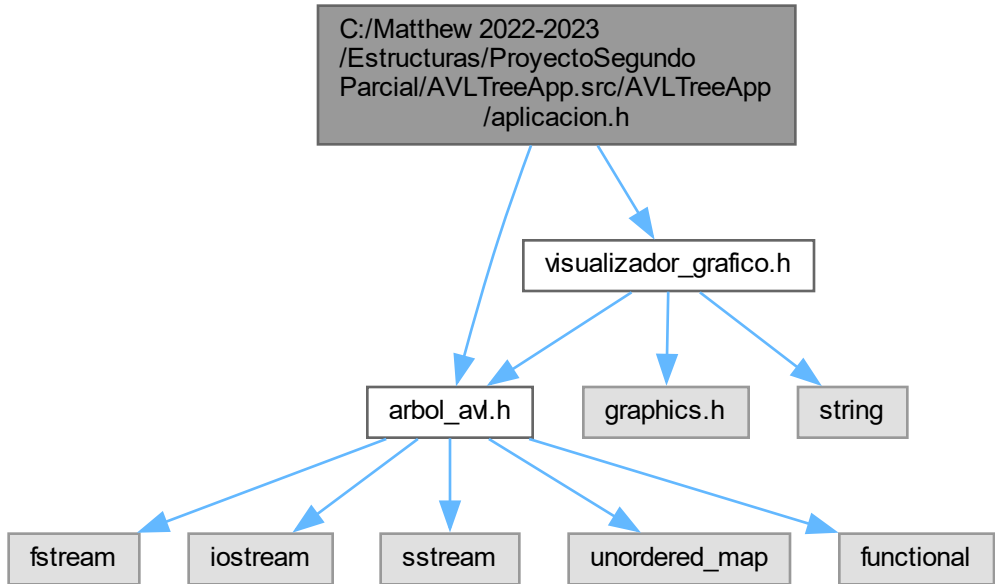 C:/Matthew 2022-2023
/Estructuras/ProyectoSegundo
Parcial/AVLTreeApp.src/AVLTreeApp
/aplicacion.h
visualizador_grafico.h
arbol_avl.h
graphics.h
string
fstream
iostream
sstream
unordered_map
functional